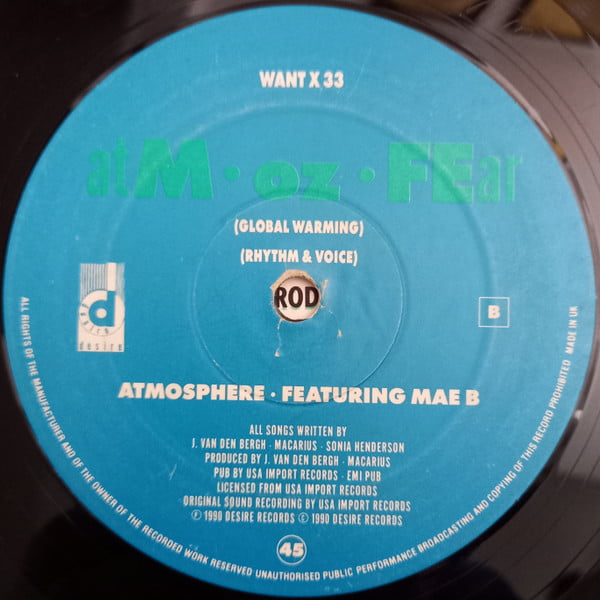 WANT X 33
atM·oz·FEar
(GLOBAL WARMING)
(RHYTHM & VOICE)
ROD
d
desire
desire
B
ATMOSPHERE · FEATURING MAE B
ALL SONGS WRITTEN BY
J. VAN DEN BERGH · MACARIUS · SONIA HENDERSON
PRODUCED BY J. VAN DEN BERGH · MACARIUS
PUB BY USA IMPORT RECORDS · EMI PUB
LICENSED FROM USA IMPORT RECORDS
ORIGINAL SOUND RECORDING BY USA IMPORT RECORDS
℗ 1990 DESIRE RECORDS © 1990 DESIRE RECORDS
45
ALL RIGHTS OF THE MANUFACTURER AND OF THE OWNER OF THE RECORDED WORK RESERVED UNAUTHORISED PUBLIC PERFORMANCE BROADCASTING AND COPYING OF THIS RECORD PROHIBITED MADE IN UK